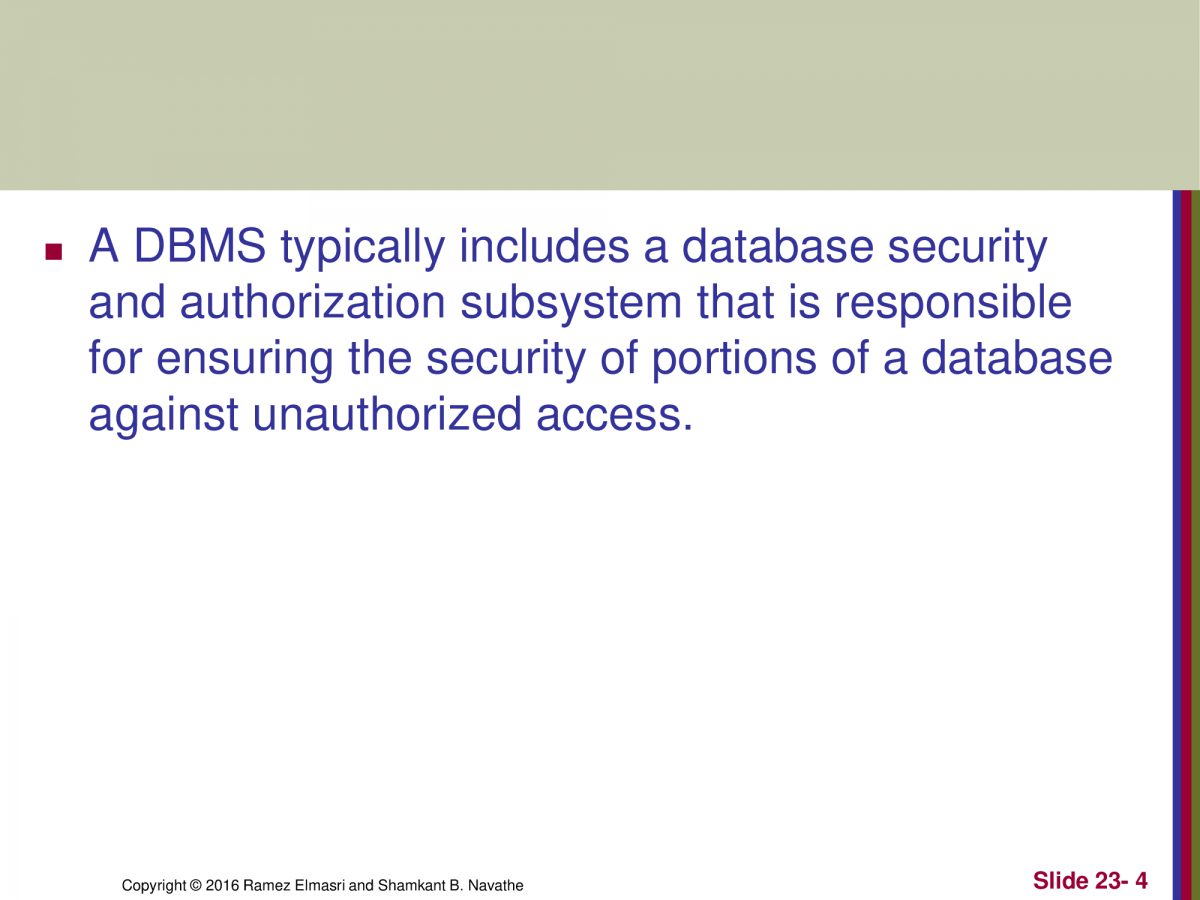 A DBMS typically includes a database security
and authorization subsystem that is responsible
for ensuring the security of portions of a database
against unauthorized access.
Copyright © 2016 Ramez Elmasri and Shamkant B. Navathe
Slide 23- 4